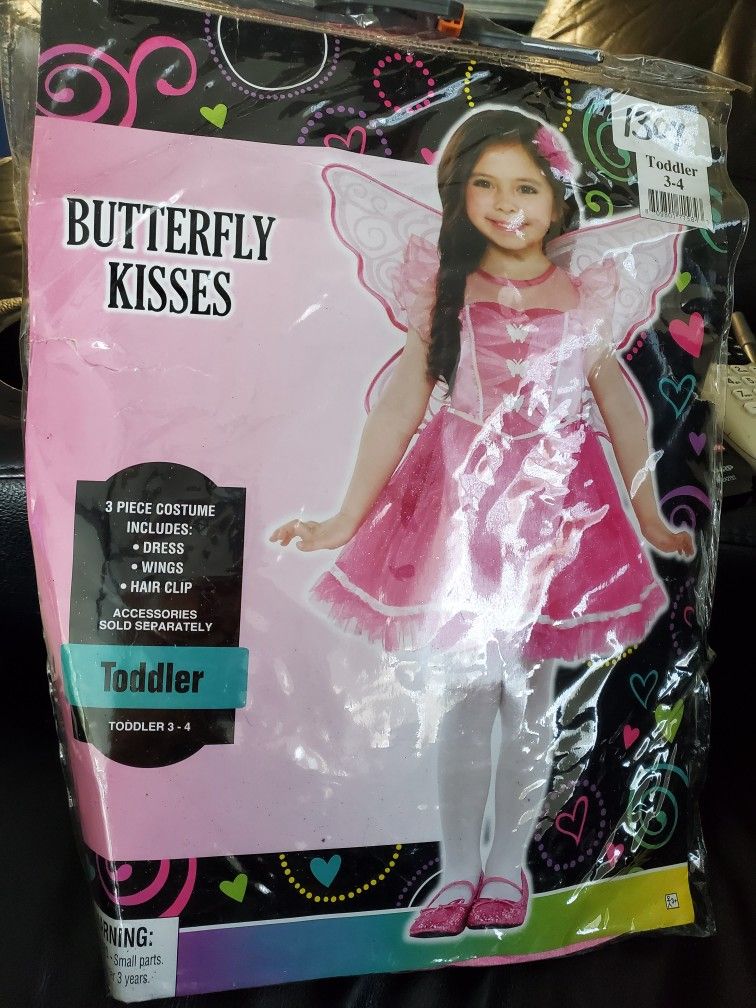 Toddler
3-4
BUTTERFLY
KISSES
3 PIECE COSTUME
INCLUDES:
• DRESS
• WINGS
• HAIR CLIP
ACCESSORIES
SOLD SEPARATELY
Toddler
TODDLER 3 - 4
RNING:
Small parts.
3 years.